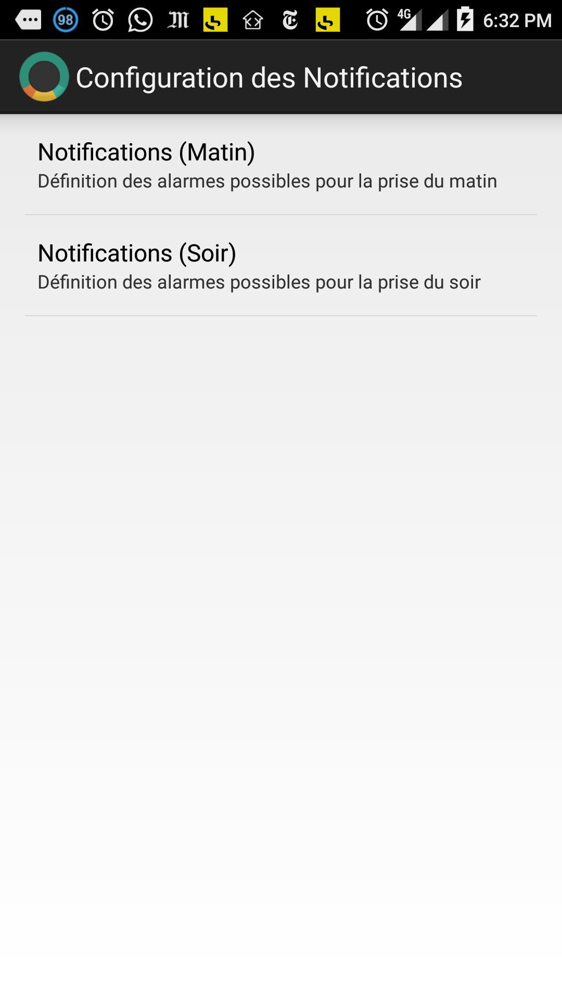 98 4G 6:32 PM
Configuration des Notifications
Notifications (Matin)
Définition des alarmes possibles pour la prise du matin
Notifications (Soir)
Définition des alarmes possibles pour la prise du soir